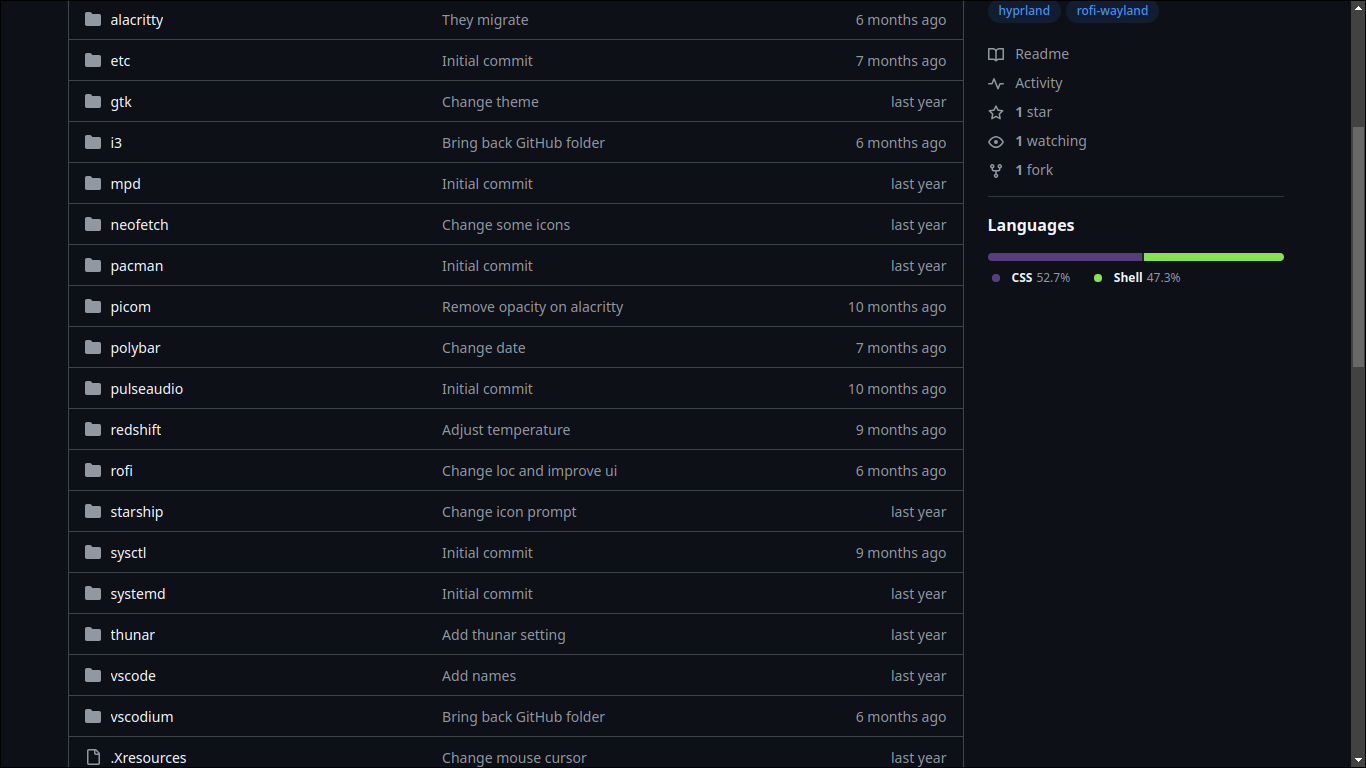 alacritty They migrate 6 months ago
etc Initial commit 7 months ago
gtk Change theme last year
i3 Bring back GitHub folder 6 months ago
mpd Initial commit last year
neofetch Change some icons last year
pacman Initial commit last year
picom Remove opacity on alacritty 10 months ago
polybar Change date 7 months ago
pulseaudio Initial commit 10 months ago
redshift Adjust temperature 9 months ago
rofi Change loc and improve ui 6 months ago
starship Change icon prompt last year
sysctl Initial commit 9 months ago
systemd Initial commit last year
thunar Add thunar setting last year
vscode Add names last year
vscodium Bring back GitHub folder 6 months ago
.Xresources Change mouse cursor last year
hyprland rofi-wayland
Readme
Activity
1 star
1 watching
1 fork
Languages
CSS 52.7% Shell 47.3%